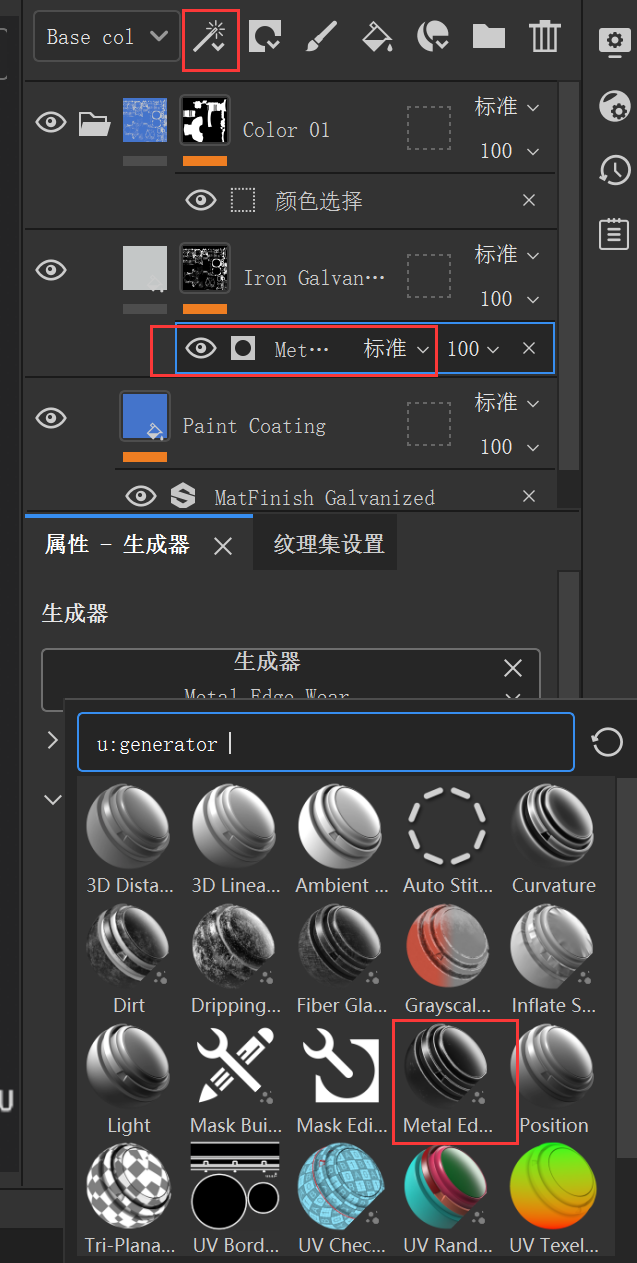 Base col
标准
Color 01
100
颜色选择
标准
Iron Galvan…
100
Met… 标准 100
标准
Paint Coating
100
MatFinish Galvanized
属性 - 生成器 纹理集设置
生成器
生成器
Metal Edge Wear
u:generator
3D Dista... 3D Linea... Ambient ... Auto Stit... Curvature
Dirt Dripping... Fiber Gla... Grayscal... Inflate S...
U
Light Mask Bui... Mask Edi... Metal Ed... Position
Tri-Plana... UV Bord... UV Chec... UV Rand... UV Texel...